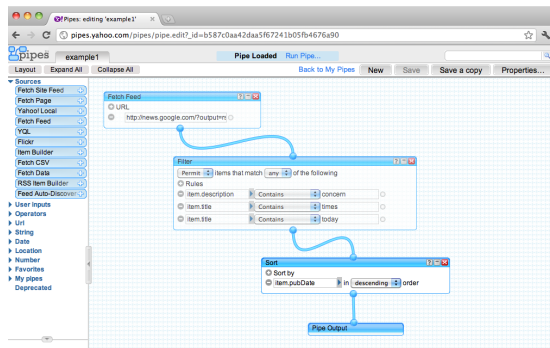 Y! Pipes: editing 'example1'
pipes.yahoo.com/pipes/pipe.edit?_id=b587c0aa42daa5f67241b05fb4676a90
pipes example1 Pipe Loaded Run Pipe...
Layout Expand All Collapse All Back to My Pipes New Save Save a copy Properties...
Sources
Fetch Site Feed
Fetch Page
Yahoo! Local
Fetch Feed
YQL
Flickr
Item Builder
Fetch CSV
Fetch Data
RSS Item Builder
Feed Auto-Discover
User inputs
Operators
Url
String
Date
Location
Number
Favorites
My pipes
Deprecated
Fetch Feed
URL
http://news.google.com/?output=r
Filter
Permit items that match any of the following
Rules
item.description Contains concern
item.title Contains times
item.title Contains today
Sort
Sort by
item.pubDate in descending order
Pipe Output